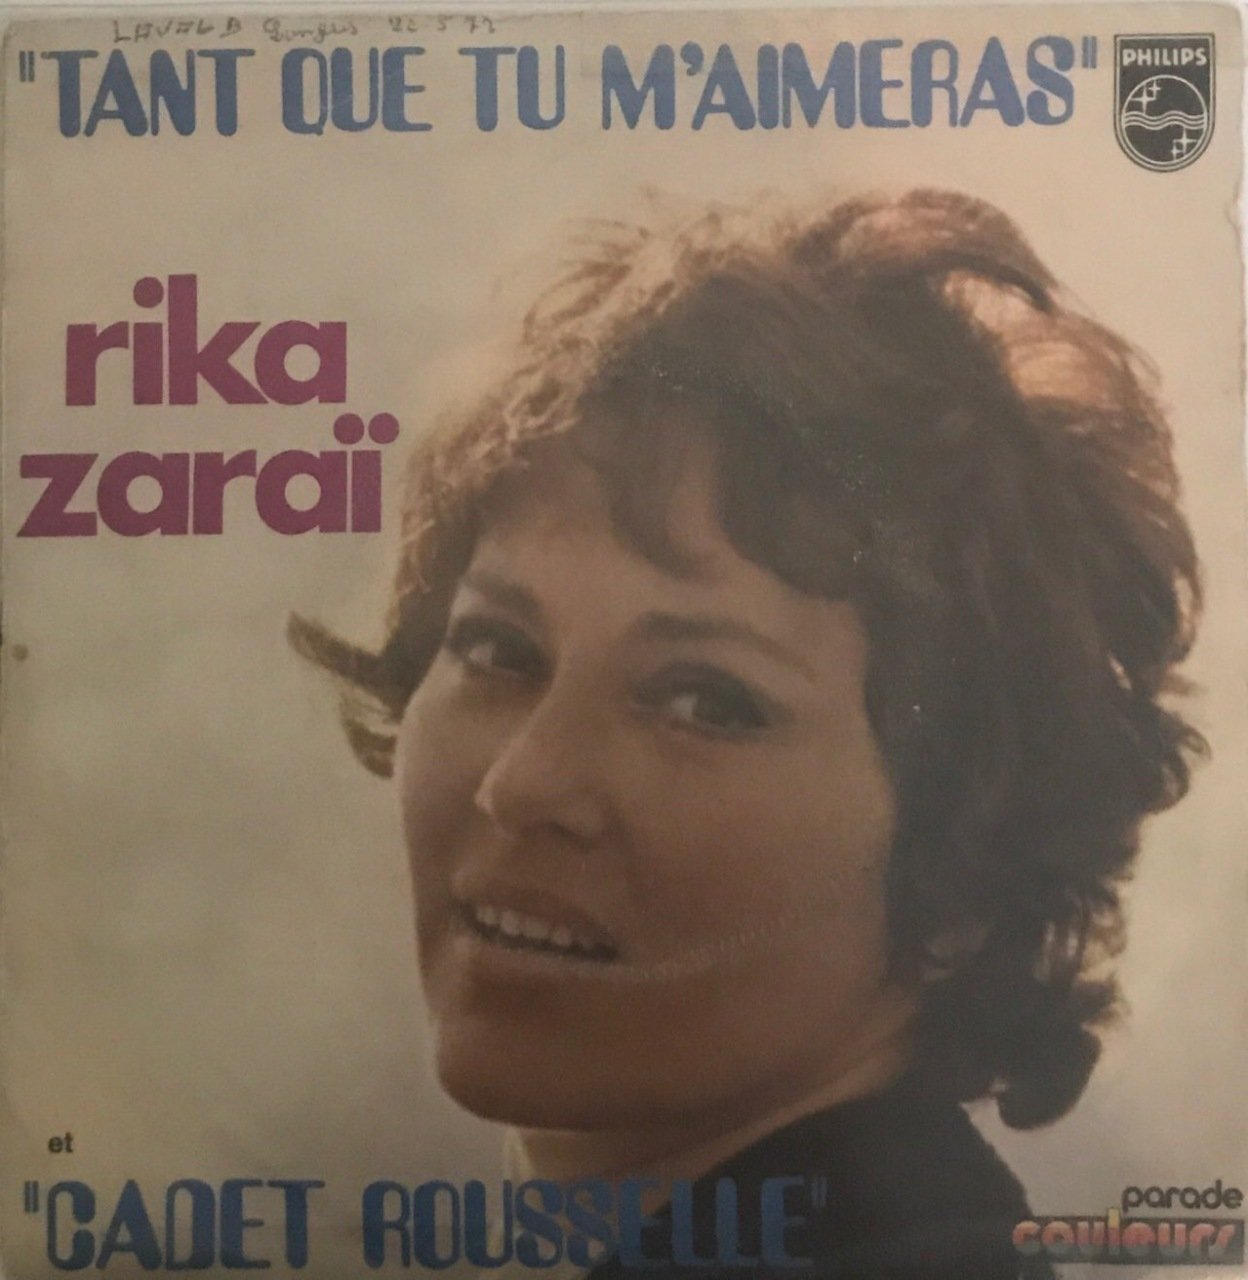 "TANT QUE TU M'AIMERAS"
PHILIPS
rika
zaraï
et
"CADET ROUSSELLE"
parade
couleurs